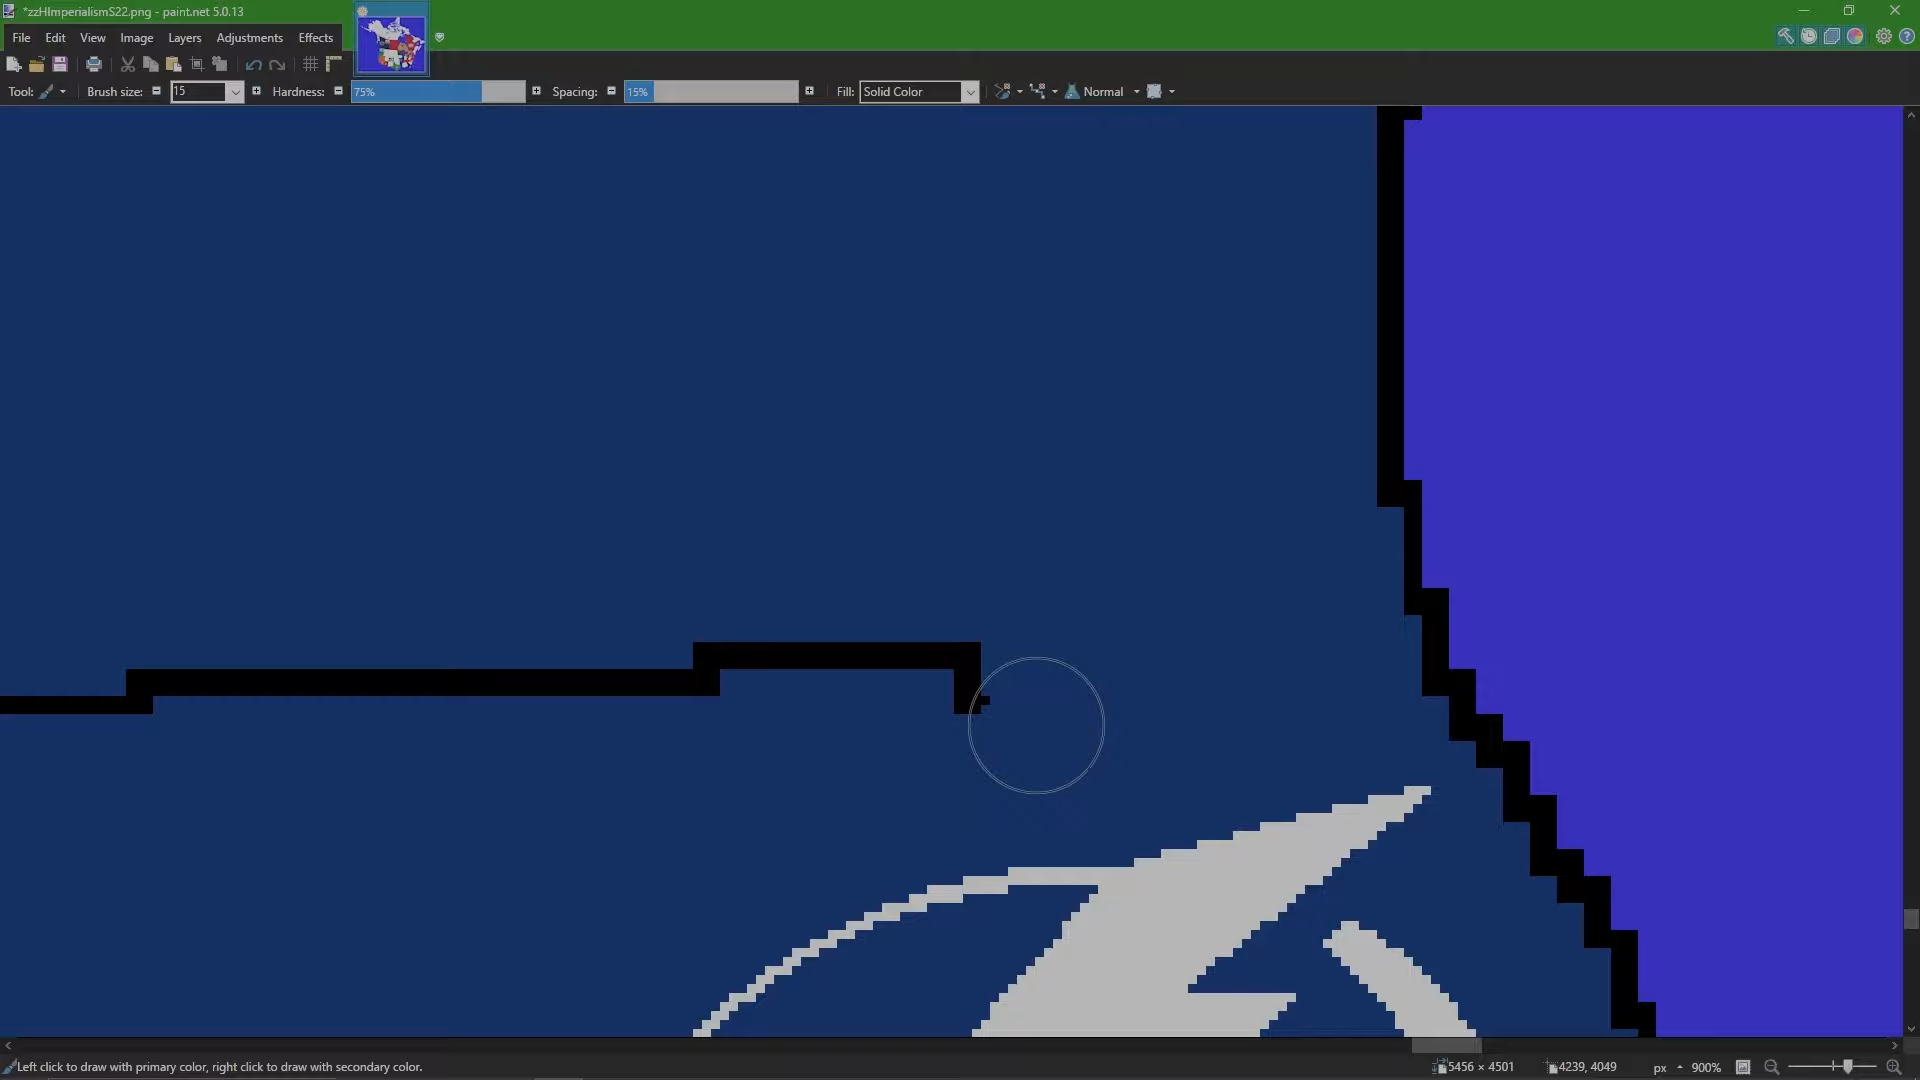 *zzHImperialismS22.png - paint.net 5.0.13
File Edit View Image Layers Adjustments Effects
Tool: Brush size: 15 Hardness: 75% Spacing: 15% Fill: Solid Color Normal
Left click to draw with primary color, right click to draw with secondary color. 5456 × 4501 4239, 4049 px 900%